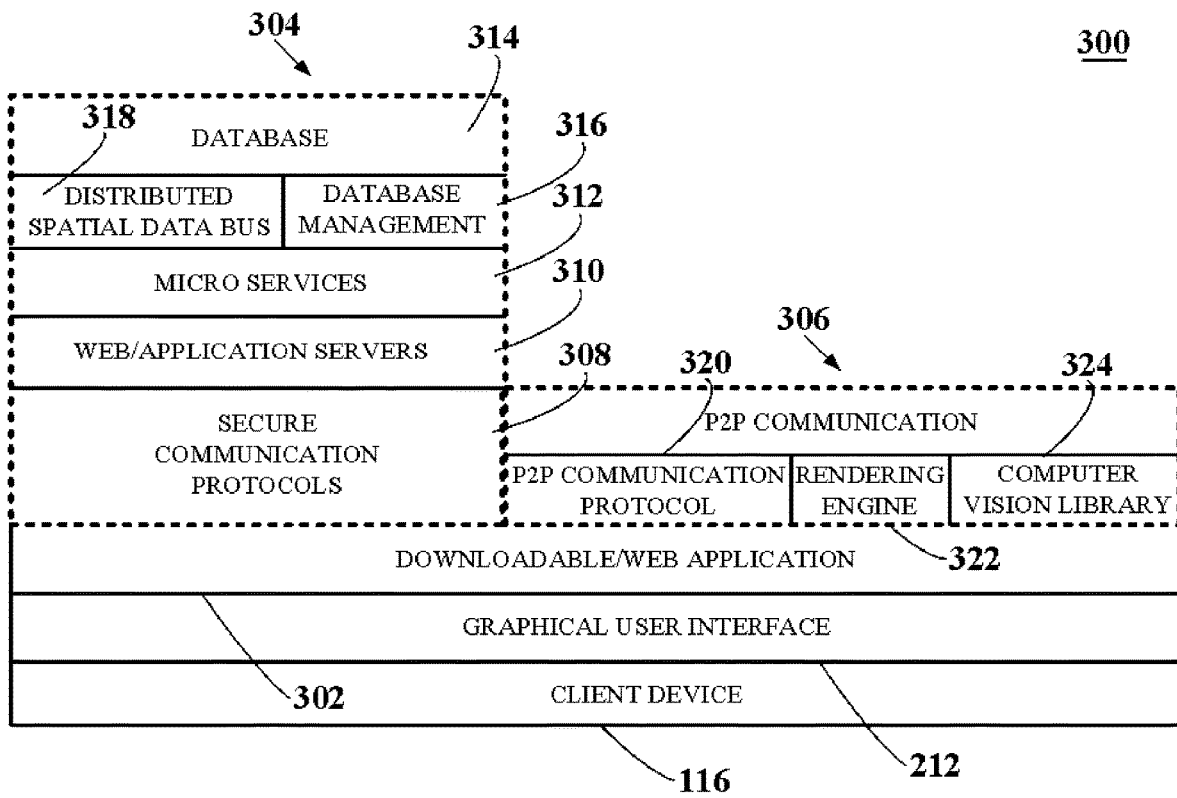 304
314
300
318
DATABASE
316
DISTRIBUTED
SPATIAL DATA BUS
DATABASE
MANAGEMENT
312
MICRO SERVICES
310
WEB/APPLICATION SERVERS
306
308
320
324
SECURE
COMMUNICATION
PROTOCOLS
P2P COMMUNICATION
P2P COMMUNICATION
PROTOCOL
RENDERING
ENGINE
COMPUTER
VISION LIBRARY
DOWNLOADABLE/WEB APPLICATION
322
GRAPHICAL USER INTERFACE
302
CLIENT DEVICE
116
212